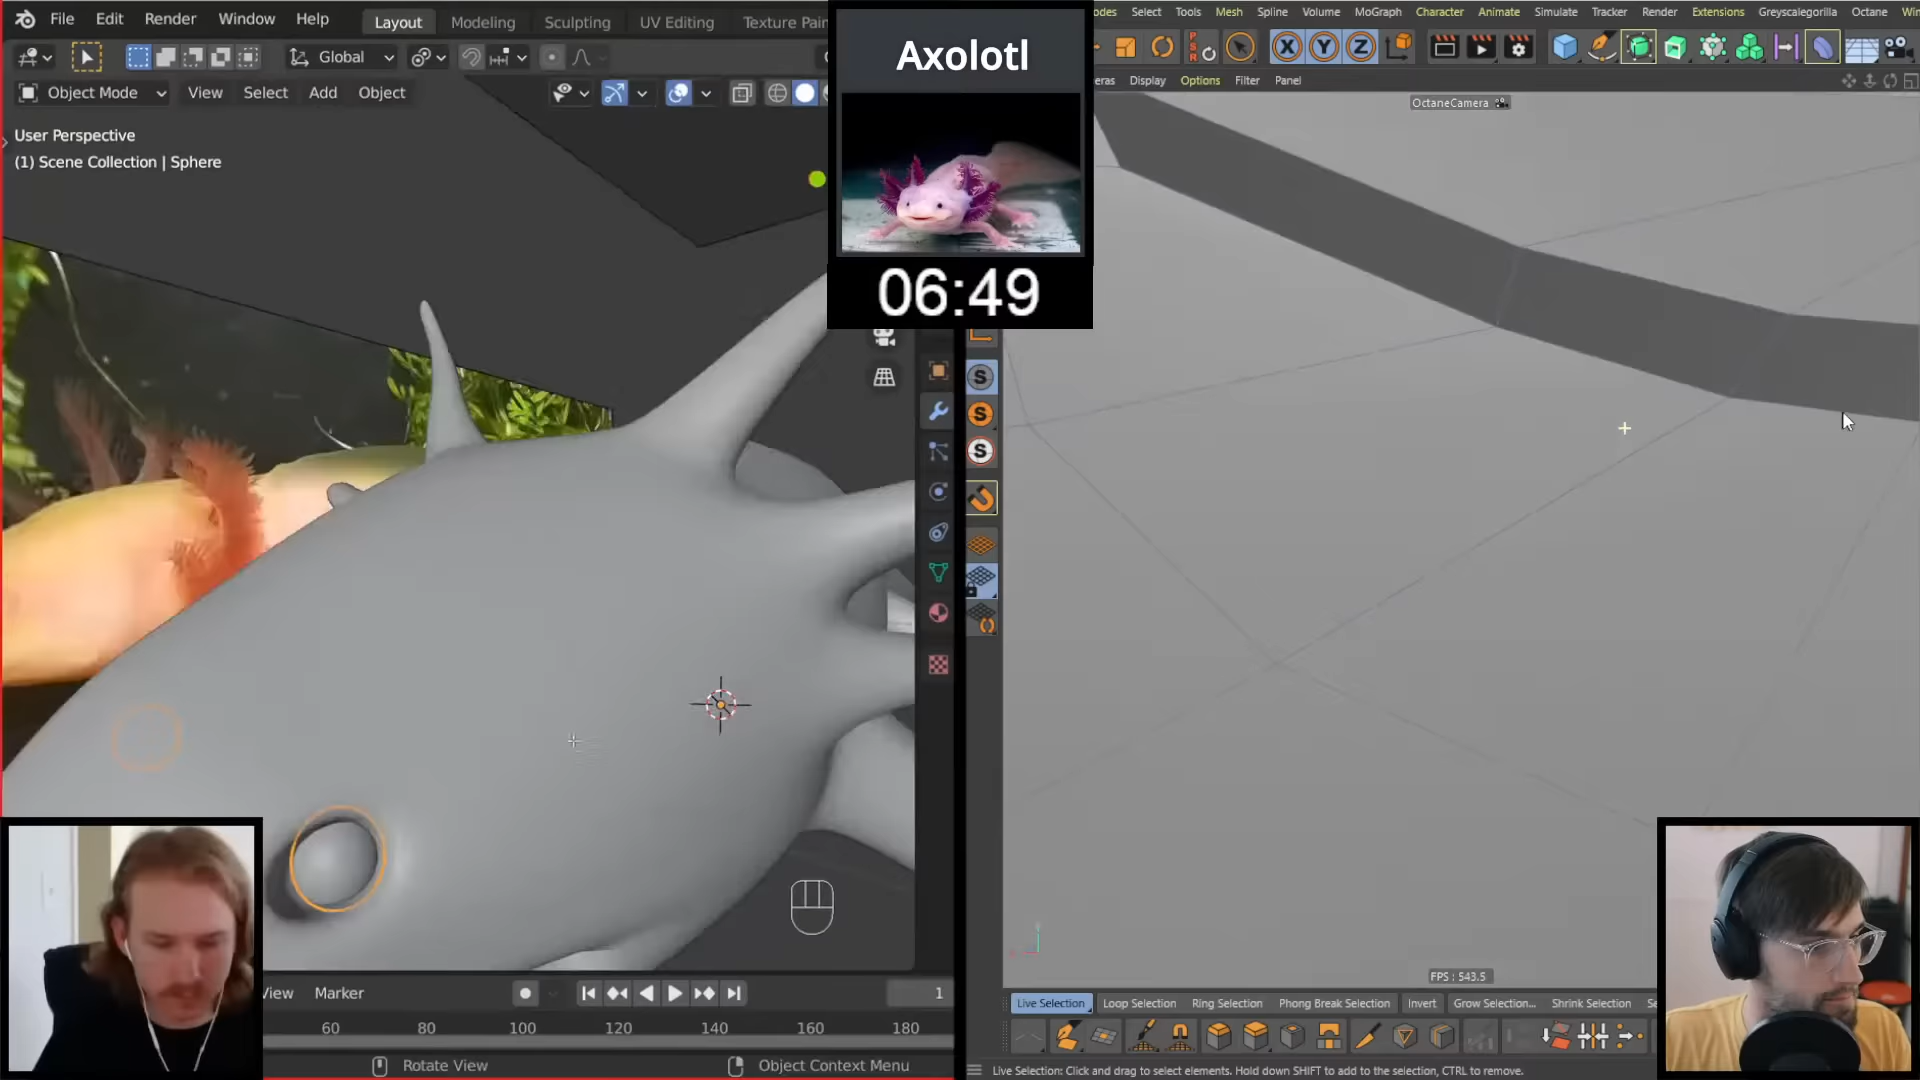 File Edit Render Window Help
Layout Modeling Sculpting UV Editing Texture Pain
Global
Object Mode View Select Add Object
User Perspective
(1) Scene Collection | Sphere
Axolotl
06:49
Select Tools Mesh Spline Volume MoGraph Character Animate Simulate Tracker Render Extensions Greyscalegorilla Octane
X Y Z
PSR
Display Options Filter Panel
OctaneCamera
S
S
S
FPS : 543.5
Marker
1
60 80 100 120 140 160 180
Rotate View Object Context Menu
Live Selection Loop Selection Ring Selection Phong Break Selection Invert Grow Selection... Shrink Selection Se
Live Selection: Click and drag to select elements. Hold down SHIFT to add to the selection, CTRL to remove.